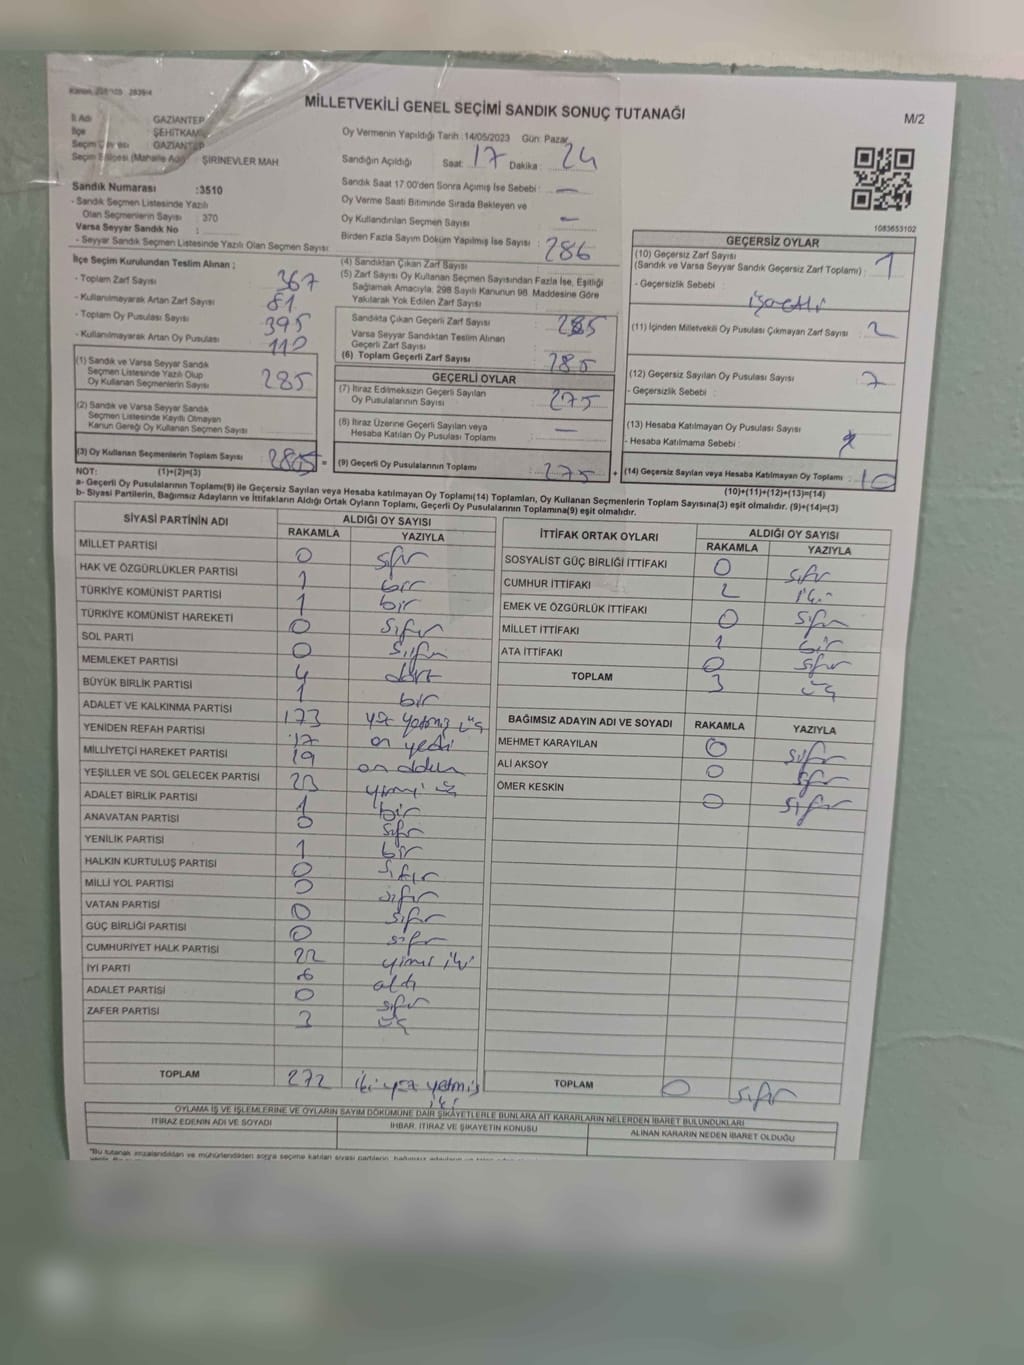 MİLLETVEKİLİ GENEL SEÇİMİ SANDIK SONUÇ TUTANAĞI
M/2
İl Adı GAZİANTEP
İlçe ŞEHİTKAM
Seçim GAZİANTEP
Seçim Bölgesi (Mahalle Adı) ŞİRİNEVLER MAH
Sandık Numarası :3510
- Sandık Seçmen Listesinde Yazılı
Olan Seçmenlerin Sayısı : 370
Varsa Seyyar Sandık No :
- Seyyar Sandık Seçmen Listesinde Yazılı Olan Seçmen Sayısı:
Oy Vermenin Yapıldığı Tarih :14/05/2023 Gün: Pazar
Sandığın Açıldığı Saat: 17 Dakika : 24
Sandık Saat 17.00'den Sonra Açılmış İse Sebebi : —
Oy Verme Saati Bitiminde Sırada Bekleyen ve
Oy Kullandırılan Seçmen Sayısı : —
Birden Fazla Sayım Döküm Yapılmış İse Sayısı :
1083653102
İlçe Seçim Kurulundan Teslim Alınan ;
- Toplam Zarf Sayısı 367
- Kullanılmayarak Artan Zarf Sayısı 81
- Toplam Oy Pusulası Sayısı 395
- Kullanılmayarak Artan Oy Pusulası 110
(1) Sandık ve Varsa Seyyar Sandık
Seçmen Listesinde Yazılı Olup
Oy Kullanan Seçmenlerin Sayısı 285
(2) Sandık ve Varsa Seyyar Sandık
Seçmen Listesinde Kayıtlı Olmayan
Kanun Gereği Oy Kullanan Seçmen Sayısı
(3) Oy Kullanan Seçmenlerin Toplam Sayısı 285
(4) Sandıktan Çıkan Zarf Sayısı 286
(5) Zarf Sayısı Oy Kullanan Seçmen Sayısından Fazla İse, Eşitliği
Sağlamak Amacıyla, 298 Sayılı Kanunun 98. Maddesine Göre
Yakılarak Yok Edilen Zarf Sayısı
Sandıkta Çıkan Geçerli Zarf Sayısı 285
Varsa Seyyar Sandıktan Teslim Alınan
Geçerli Zarf Sayısı
(6) Toplam Geçerli Zarf Sayısı 285
GEÇERLİ OYLAR
(7) İtiraz Edilmeksizin Geçerli Sayılan
Oy Pusulalarının Sayısı 275
(8) İtiraz Üzerine Geçerli Sayılan veya
Hesaba Katılan Oy Pusulası Toplamı —
(9) Geçerli Oy Pusulalarının Toplamı 275
GEÇERSİZ OYLAR
(10) Geçersiz Zarf Sayısı
(Sandık ve Varsa Seyyar Sandık Geçersiz Zarf Toplamı) : 1
- Geçersizlik Sebebi : işaretli
(11) İçinden Milletvekili Oy Pusulası Çıkmayan Zarf Sayısı : 2
(12) Geçersiz Sayılan Oy Pusulası Sayısı : 7
- Geçersizlik Sebebi :
(13) Hesaba Katılmayan Oy Pusulası Sayısı :
- Hesaba Katılmama Sebebi :
(14) Geçersiz Sayılan veya Hesaba Katılmayan Oy Toplamı : 10
NOT: (1)+(2)=(3)
(10)+(11)+(12)+(13)=(14)
a- Geçerli Oy Pusulalarının Toplamı(9) ile Geçersiz Sayılan veya Hesaba katılmayan Oy Toplamı(14) Toplamları, Oy Kullanan Seçmenlerin Toplam Sayısına(3) eşit olmalıdır. (9)+(14)=(3)
b- Siyasi Partilerin, Bağımsız Adayların ve İttifakların Aldığı Ortak Oyların Toplamı, Geçerli Oy Pusulalarının Toplamına(9) eşit olmalıdır.
SİYASİ PARTİNİN ADI ALDIĞI OY SAYISI
RAKAMLA YAZIYLA
MİLLET PARTİSİ 0 sıfır
HAK VE ÖZGÜRLÜKLER PARTİSİ 1 bir
TÜRKİYE KOMÜNİST PARTİSİ 1 bir
TÜRKİYE KOMÜNİST HAREKETİ 0 sıfır
SOL PARTİ 0 sıfır
MEMLEKET PARTİSİ 4 dört
BÜYÜK BİRLİK PARTİSİ 1 bir
ADALET VE KALKINMA PARTİSİ 173 yüz yetmiş üç
YENİDEN REFAH PARTİSİ 17 on yedi
MİLLİYETÇİ HAREKET PARTİSİ 19 on dokuz
YEŞİLLER VE SOL GELECEK PARTİSİ 23 yirmi üç
ADALET BİRLİK PARTİSİ 1 bir
ANAVATAN PARTİSİ 0 sıfır
YENİLİK PARTİSİ 1 bir
HALKIN KURTULUŞ PARTİSİ 0 sıfır
MİLLİ YOL PARTİSİ 0 sıfır
VATAN PARTİSİ 0 sıfır
GÜÇ BİRLİĞİ PARTİSİ 0 sıfır
CUMHURİYET HALK PARTİSİ 22 yirmi iki
İYİ PARTİ 6 altı
ADALET PARTİSİ 0 sıfır
ZAFER PARTİSİ 3 üç
TOPLAM 272 iki yüz yetmiş iki
İTTİFAK ORTAK OYLARI ALDIĞI OY SAYISI
RAKAMLA YAZIYLA
SOSYALİST GÜÇ BİRLİĞİ İTTİFAKI 0 sıfır
CUMHUR İTTİFAKI 2 iki
EMEK VE ÖZGÜRLÜK İTTİFAKI 0 sıfır
MİLLET İTTİFAKI 1 bir
ATA İTTİFAKI 0 sıfır
TOPLAM 3 üç
BAĞIMSIZ ADAYIN ADI VE SOYADI RAKAMLA YAZIYLA
MEHMET KARAYILAN 0 sıfır
ALİ AKSOY 0 sıfır
ÖMER KESKİN 0 sıfır
TOPLAM 0 sıfır
OYLAMA İŞ VE İŞLEMLERİNE VE OYLARIN SAYIM DÖKÜMÜNE DAİR ŞİKAYETLERLE BUNLARA AİT KARARLARIN NELERDEN İBARET BULUNDUKLARI
İTİRAZ EDENİN ADI VE SOYADI İHBAR, İTİRAZ VE ŞİKAYETİN KONUSU ALINAN KARARIN NEDEN İBARET OLDUĞU